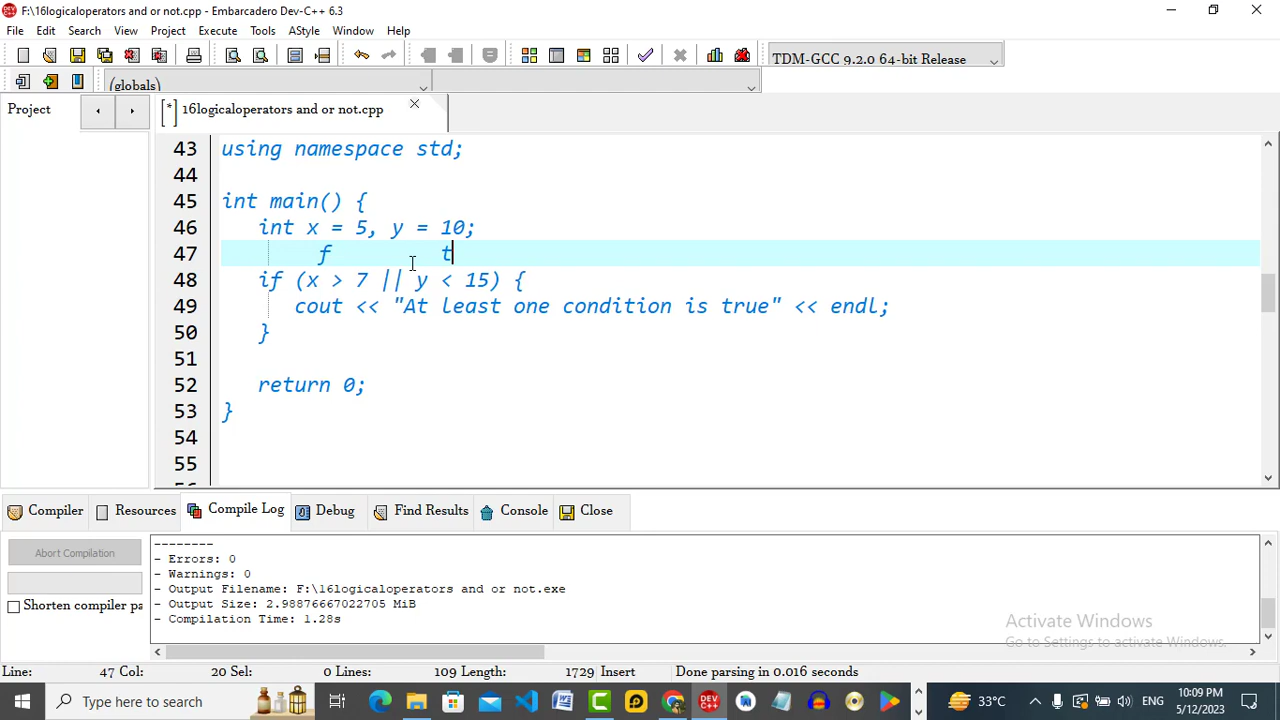 F:\16logicaloperators and or not.cpp - Embarcadero Dev-C++ 6.3
File Edit Search View Project Execute Tools AStyle Window Help
TDM-GCC 9.2.0 64-bit Release
(globals)
Project
[*] 16logicaloperators and or not.cpp
43 using namespace std;
44
45 int main() {
46 int x = 5, y = 10;
47 f t
48 if (x > 7 || y < 15) {
49 cout << "At least one condition is true" << endl;
50 }
51
52 return 0;
53 }
54
55
Compiler Resources Compile Log Debug Find Results Console Close
Abort Compilation
Shorten compiler pa
--------
- Errors: 0
- Warnings: 0
- Output Filename: F:\16logicaloperators and or not.exe
- Output Size: 2.98876667022705 MiB
- Compilation Time: 1.28s
Activate Windows
Go to Settings to activate Windows.
Line: 47 Col: 20 Sel: 0 Lines: 109 Length: 1729 Insert Done parsing in 0.016 seconds
Type here to search
33°C
ENG
10:09 PM
5/12/2023